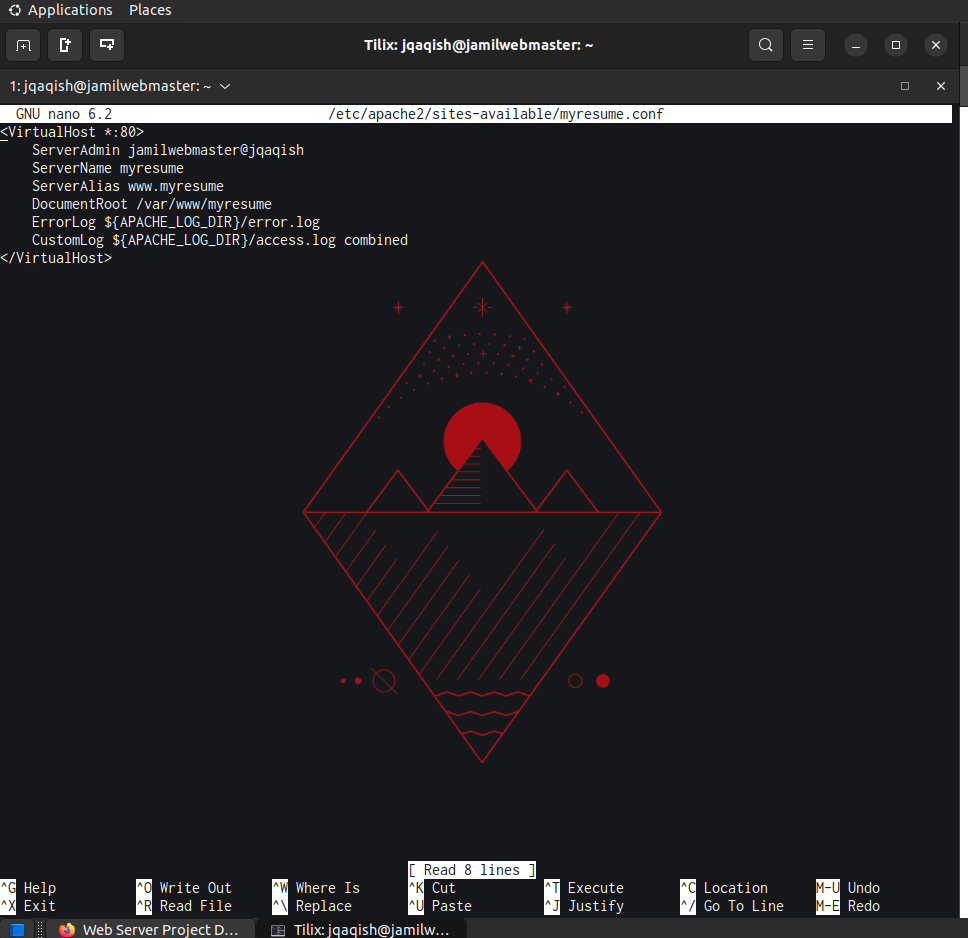 Applications Places
Tilix: jqaqish@jamilwebmaster: ~
1: jqaqish@jamilwebmaster: ~
GNU nano 6.2 /etc/apache2/sites-available/myresume.conf
<VirtualHost *:80>
    ServerAdmin jamilwebmaster@jqaqish
    ServerName myresume
    ServerAlias www.myresume
    DocumentRoot /var/www/myresume
    ErrorLog ${APACHE_LOG_DIR}/error.log
    CustomLog ${APACHE_LOG_DIR}/access.log combined
</VirtualHost>
[ Read 8 lines ]
^G Help ^O Write Out ^W Where Is ^K Cut ^T Execute ^C Location M-U Undo
^X Exit ^R Read File ^\ Replace ^U Paste ^J Justify ^/ Go To Line M-E Redo
Web Server Project D... Tilix: jqaqish@jamilw...